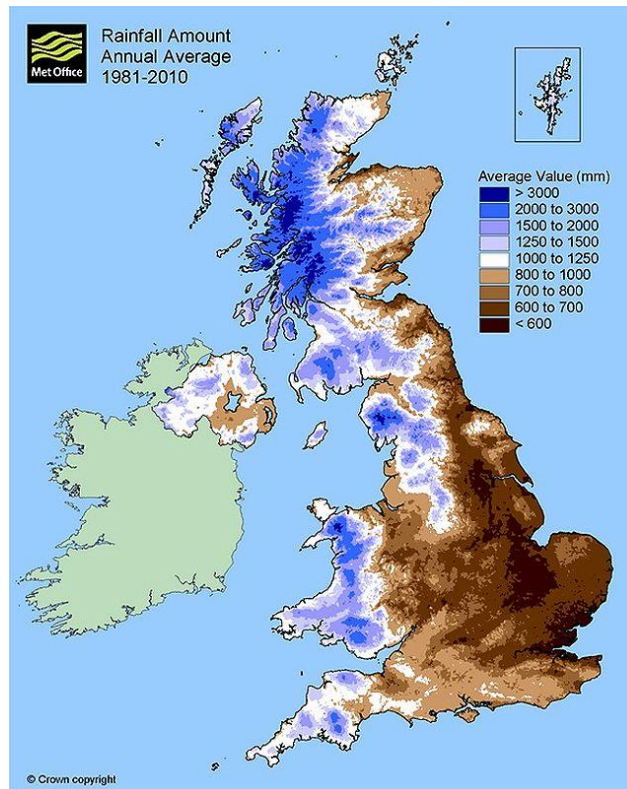 Met Office
Rainfall Amount
Annual Average
1981-2010
Average Value (mm)
> 3000
2000 to 3000
1500 to 2000
1250 to 1500
1000 to 1250
800 to 1000
700 to 800
600 to 700
< 600
© Crown copyright